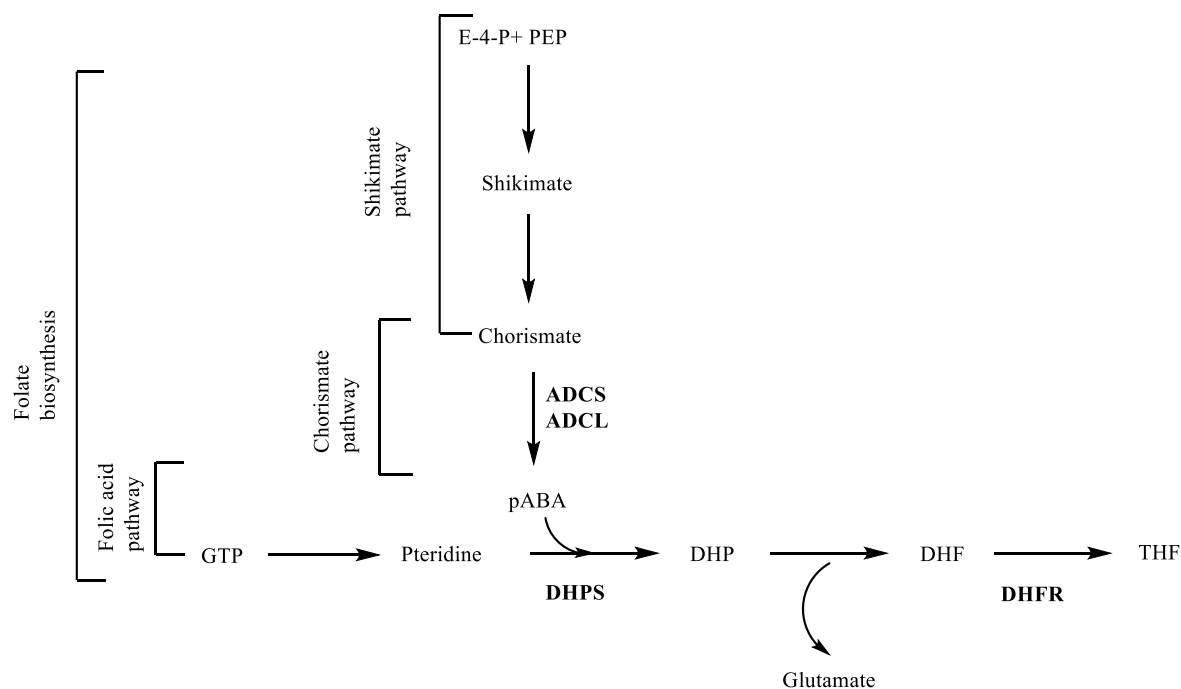 E-4-P+ PEP
Shikimate
pathway
Shikimate
Folate
biosynthesis
Chorismate
Chorismate
pathway
ADCS
ADCL
Folic acid
pathway
pABA
GTP
Pteridine
DHP
DHF
THF
DHPS
DHFR
Glutamate